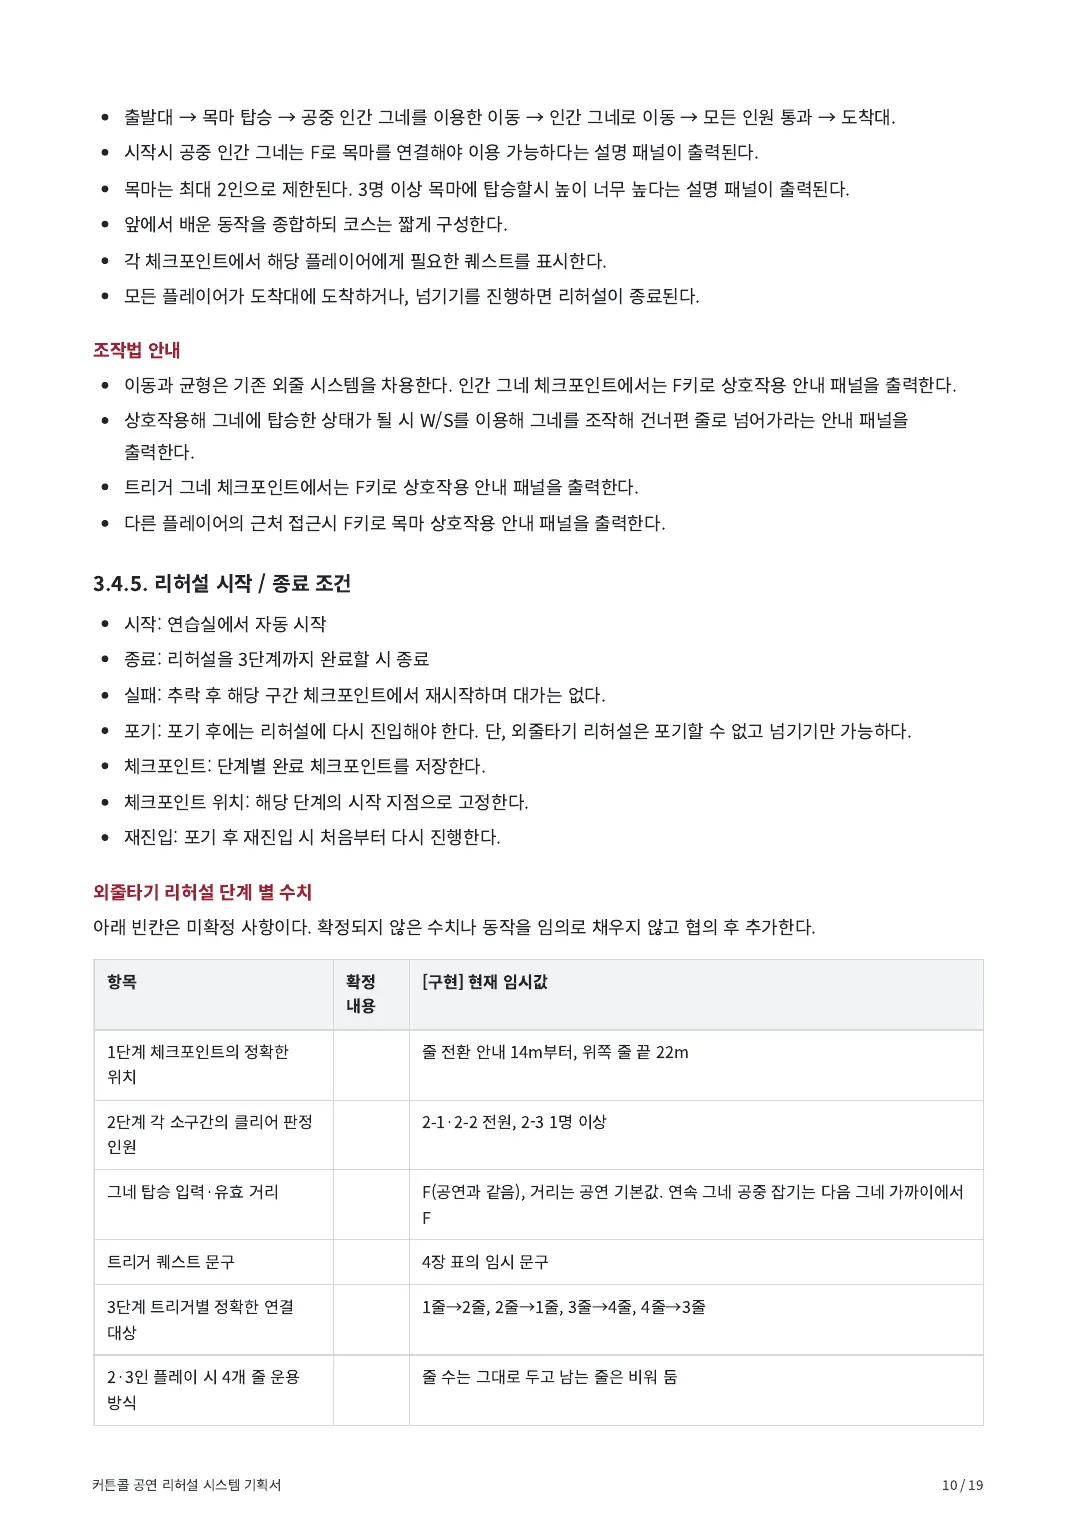 • 출발대 → 목마 탑승 → 공중 인간 그네를 이용한 이동 → 인간 그네로 이동 → 모든 인원 통과 → 도착대.
• 시작시 공중 인간 그네는 F로 목마를 연결해야 이용 가능하다는 설명 패널이 출력된다.
• 목마는 최대 2인으로 제한된다. 3명 이상 목마에 탑승할시 높이 너무 높다는 설명 패널이 출력된다.
• 앞에서 배운 동작을 종합하되 코스는 짧게 구성한다.
• 각 체크포인트에서 해당 플레이어에게 필요한 퀘스트를 표시한다.
• 모든 플레이어가 도착대에 도착하거나, 넘기기를 진행하면 리허설이 종료된다.
조작법 안내
• 이동과 균형은 기존 외줄 시스템을 차용한다. 인간 그네 체크포인트에서는 F키로 상호작용 안내 패널을 출력한다.
• 상호작용해 그네에 탑승한 상태가 될 시 W/S를 이용해 그네를 조작해 건너편 줄로 넘어가라는 안내 패널을
출력한다.
• 트리거 그네 체크포인트에서는 F키로 상호작용 안내 패널을 출력한다.
• 다른 플레이어의 근처 접근시 F키로 목마 상호작용 안내 패널을 출력한다.
3.4.5. 리허설 시작 / 종료 조건
• 시작: 연습실에서 자동 시작
• 종료: 리허설을 3단계까지 완료할 시 종료
• 실패: 추락 후 해당 구간 체크포인트에서 재시작하며 대가는 없다.
• 포기: 포기 후에는 리허설에 다시 진입해야 한다. 단, 외줄타기 리허설은 포기할 수 없고 넘기기만 가능하다.
• 체크포인트: 단계별 완료 체크포인트를 저장한다.
• 체크포인트 위치: 해당 단계의 시작 지점으로 고정한다.
• 재진입: 포기 후 재진입 시 처음부터 다시 진행한다.
외줄타기 리허설 단계 별 수치
아래 빈칸은 미확정 사항이다. 확정되지 않은 수치나 동작을 임의로 채우지 않고 협의 후 추가한다.
항목
확정
내용
[구현] 현재 임시값
1단계 체크포인트의 정확한
위치
줄 전환 안내 14m부터, 위쪽 줄 끝 22m
2단계 각 소구간의 클리어 판정
인원
2-1·2-2 전원, 2-3 1명 이상
그네 탑승 입력·유효 거리
F(공연과 같음), 거리는 공연 기본값. 연속 그네 공중 잡기는 다음 그네 가까이에서
F
트리거 퀘스트 문구
4장 표의 임시 문구
3단계 트리거별 정확한 연결
대상
1줄→2줄, 2줄→1줄, 3줄→4줄, 4줄→3줄
2·3인 플레이 시 4개 줄 운용
방식
줄 수는 그대로 두고 남는 줄은 비워 둠
커튼콜 공연 리허설 시스템 기획서
10 / 19